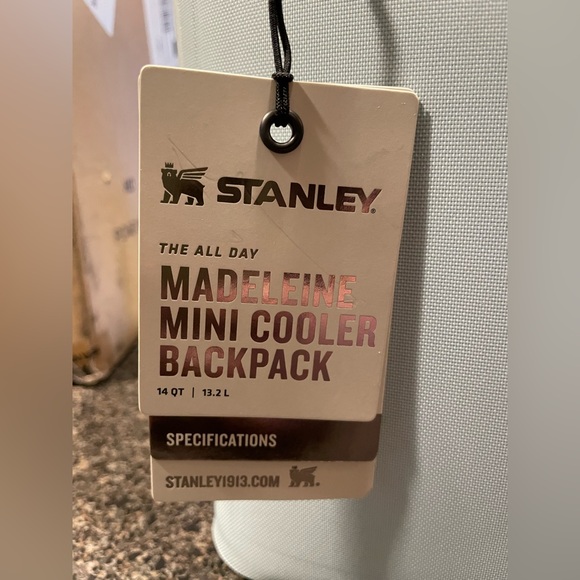 STANLEY
THE ALL DAY
MADELEINE
MINI COOLER
BACKPACK
14 QT | 13.2 L
SPECIFICATIONS
STANLEY1913.COM